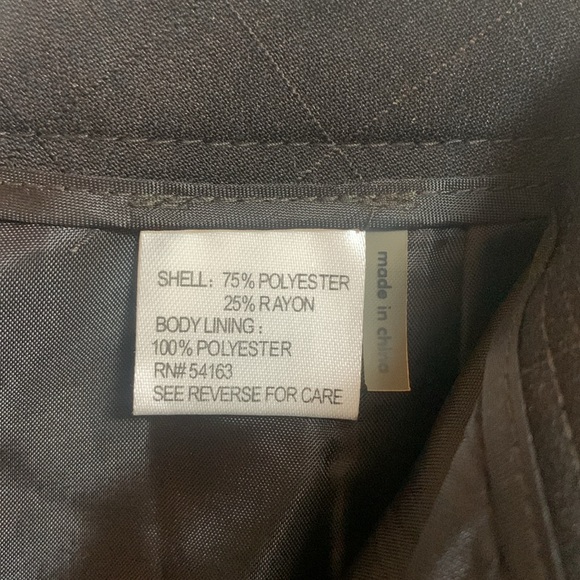 SHELL: 75% POLYESTER
25% RAYON
BODY LINING :
100% POLYESTER
RN# 54163
SEE REVERSE FOR CARE
made in china